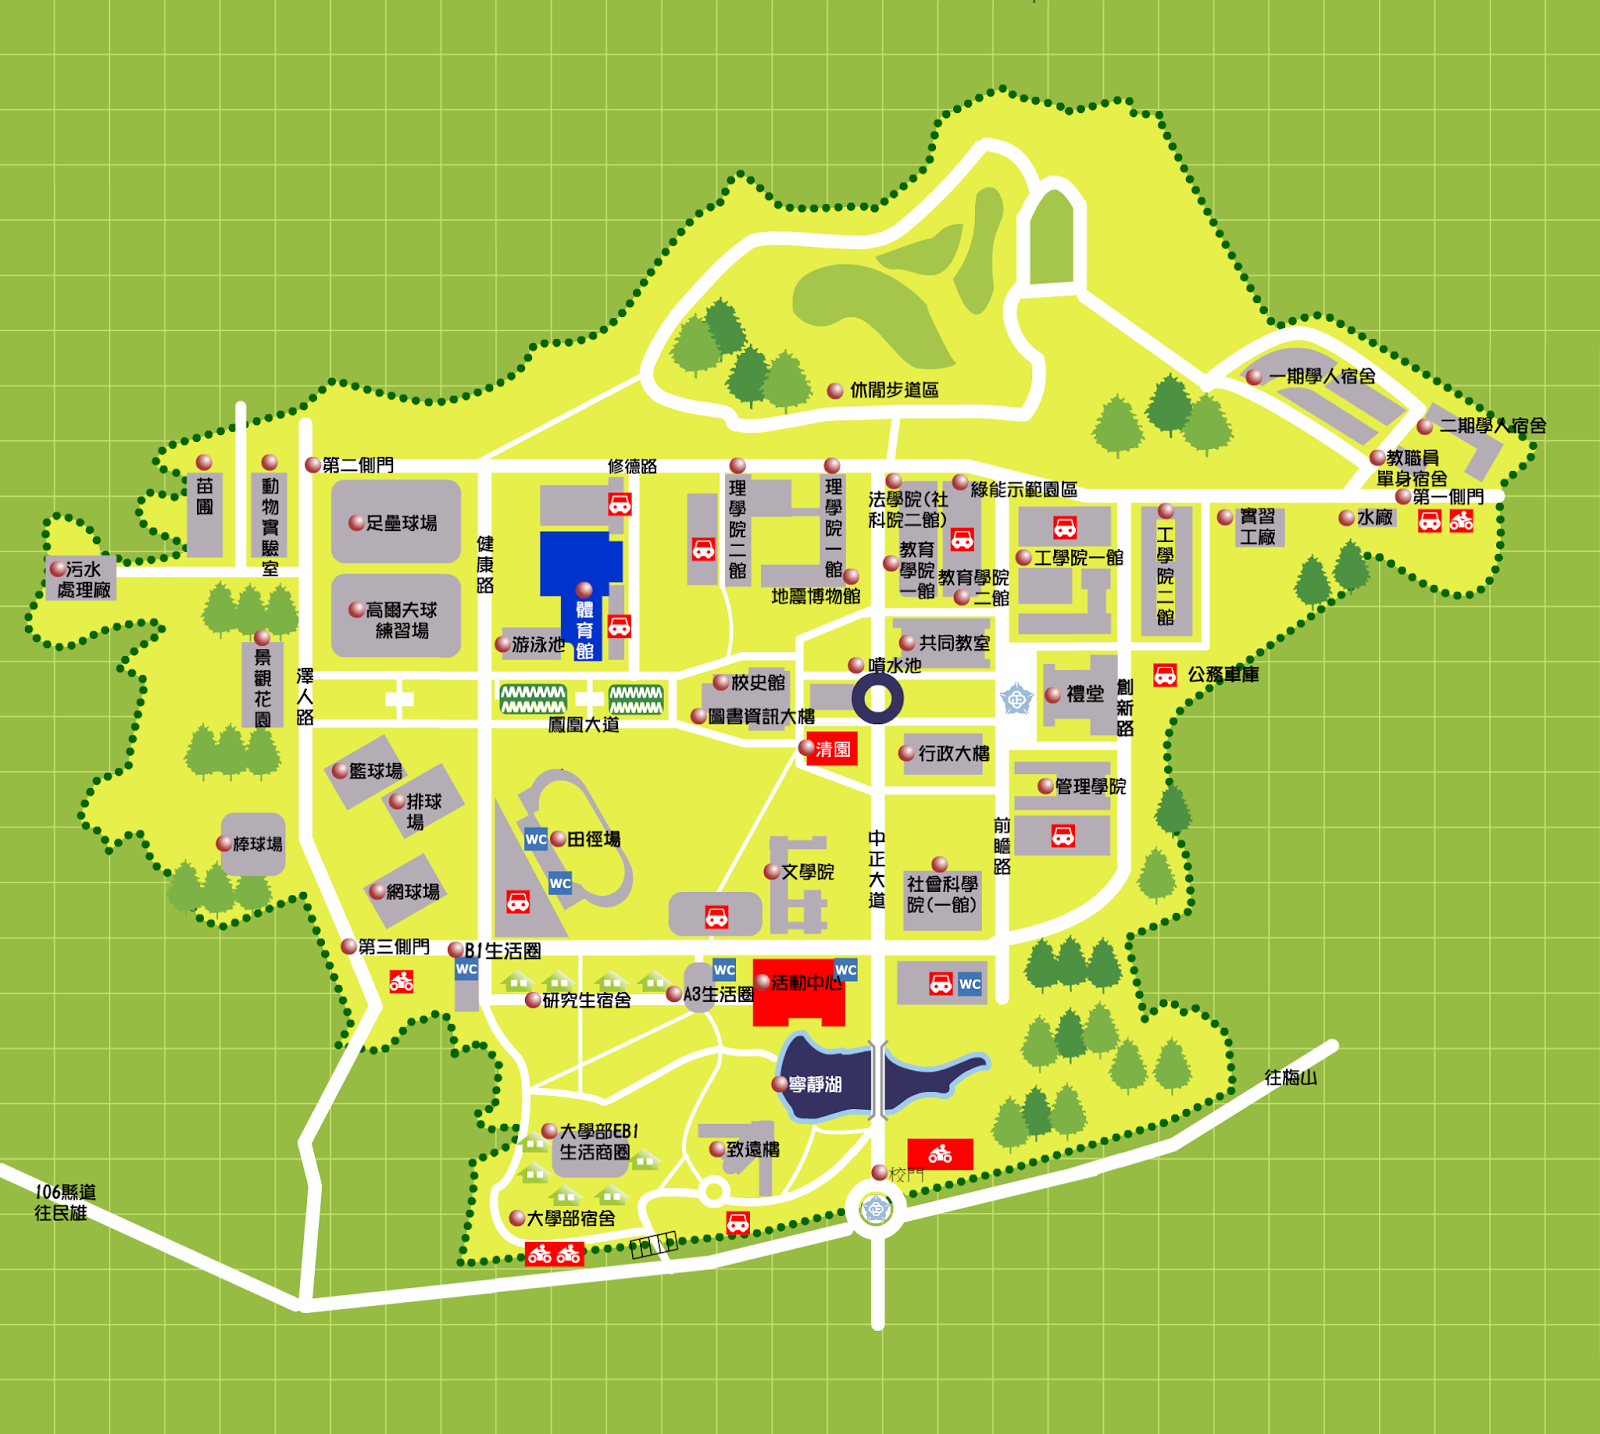 休閒步道區
一期學人宿舍
二期學人宿舍
教職員
單身宿舍
第一側門
水廠
實習
工廠
工學院二館
工學院一館
綠能示範園區
法學院(社
科院二館)
教育
學院
一館
教育學院
二館
理學院一館
理學院二館
地震博物館
修德路
第二側門
動物實驗室
苗圃
污水
處理廠
足壘球場
高爾夫球
練習場
健康路
體育館
游泳池
景觀花園
澤人路
鳳凰大道
校史館
圖書資訊大樓
清園
共同教室
噴水池
禮堂
創新路
公務車庫
行政大樓
管理學院
籃球場
排球
場
棒球場
網球場
田徑場
WC
WC
文學院
中正大道
前瞻路
社會科學
院(一館)
第三側門
B1生活圈
WC
研究生宿舍
A3生活圈
WC
活動中心
WC
WC
寧靜湖
往梅山
大學部EB1
生活商圈
致遠樓
校門
大學部宿舍
106縣道
往民雄